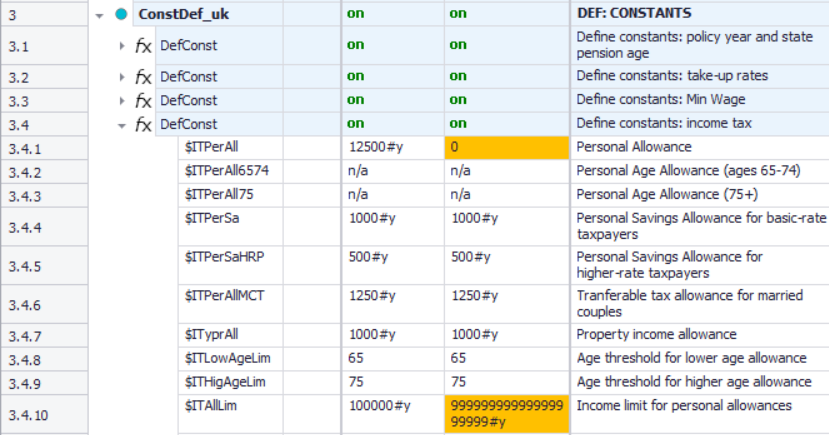 3 ConstDef_uk on on DEF: CONSTANTS
3.1 fx DefConst on on Define constants: policy year and state
pension age
3.2 fx DefConst on on Define constants: take-up rates
3.3 fx DefConst on on Define constants: Min Wage
3.4 fx DefConst on on Define constants: income tax
3.4.1 $ITPerAll 12500#y 0 Personal Allowance
3.4.2 $ITPerAll6574 n/a n/a Personal Age Allowance (ages 65-74)
3.4.3 $ITPerAll75 n/a n/a Personal Age Allowance (75+)
3.4.4 $ITPerSa 1000#y 1000#y Personal Savings Allowance for basic-rate
taxpayers
3.4.5 $ITPerSaHRP 500#y 500#y Personal Savings Allowance for
higher-rate taxpayers
3.4.6 $ITPerAllMCT 1250#y 1250#y Tranferable tax allowance for married
couples
3.4.7 $ITyprAll 1000#y 1000#y Property income allowance
3.4.8 $ITLowAgeLim 65 65 Age threshold for lower age allowance
3.4.9 $ITHigAgeLim 75 75 Age threshold for higher age allowance
3.4.10 $ITAllLim 100000#y 999999999999999 Income limit for personal allowances
99999#y